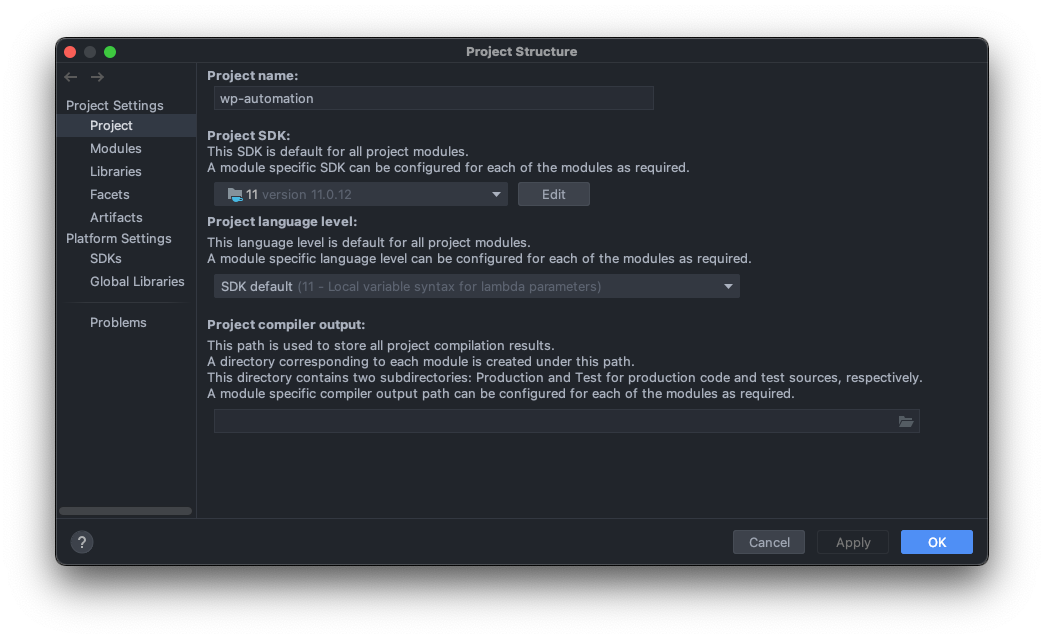 Project Structure
Project Settings
Project
Modules
Libraries
Facets
Artifacts
Platform Settings
SDKs
Global Libraries
Problems
Project name:
wp-automation
Project SDK:
This SDK is default for all project modules.
A module specific SDK can be configured for each of the modules as required.
11 version 11.0.12
Edit
Project language level:
This language level is default for all project modules.
A module specific language level can be configured for each of the modules as required.
SDK default (11 - Local variable syntax for lambda parameters)
Project compiler output:
This path is used to store all project compilation results.
A directory corresponding to each module is created under this path.
This directory contains two subdirectories: Production and Test for production code and test sources, respectively.
A module specific compiler output path can be configured for each of the modules as required.
?
Cancel
Apply
OK